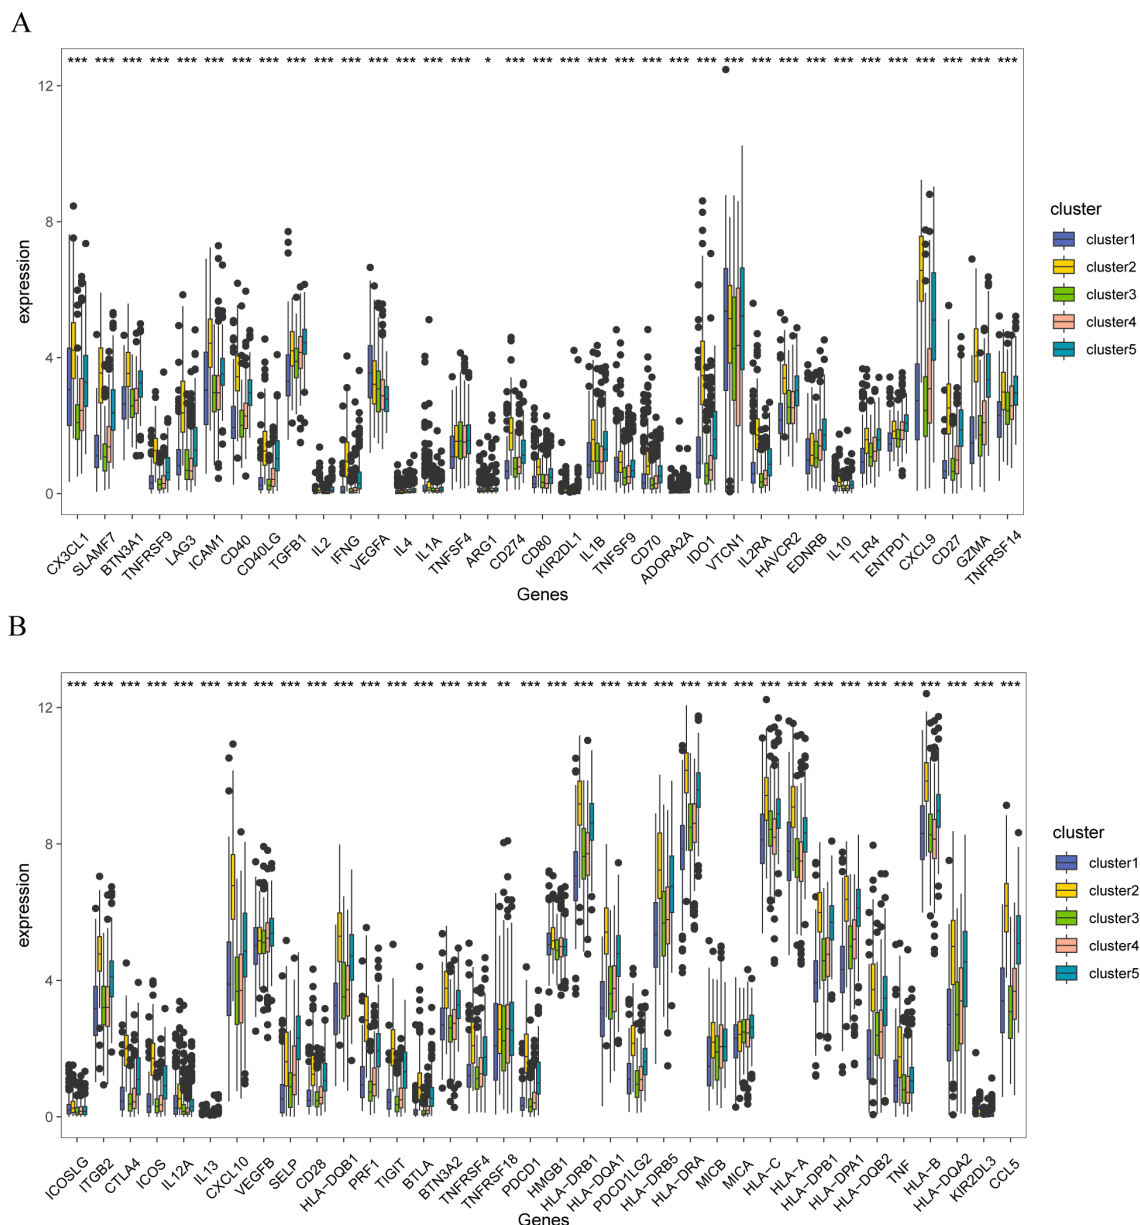 A
*** *** *** *** *** *** *** *** *** *** *** *** *** *** *** * *** *** *** *** *** *** *** *** *** *** *** *** *** *** *** *** *** *** ***
12
8
4
0
expression
CX3CL1 SLAMF7 BTN3A1 TNFRSF9 LAG3 ICAM1 CD40 CD40LG TGFB1 IL2 IFNG VEGFA IL4 IL1A TNFSF4 ARG1 CD274 CD80 KIR2DL1 IL1B TNFSF9 CD70 ADORA2A IDO1 VTCN1 IL2RA HAVCR2 EDNRB IL10 TLR4 ENTPD1 CXCL9 CD27 GZMA TNFRSF14
Genes
cluster
cluster1
cluster2
cluster3
cluster4
cluster5
B
*** *** *** *** *** *** *** *** *** *** *** *** *** *** *** *** ** *** *** *** *** *** *** *** *** *** *** *** *** *** *** *** *** *** *** ***
12
8
4
0
expression
ICOSLG ITGB2 CTLA4 ICOS IL12A IL13 CXCL10 VEGFB SELP CD28 HLA−DQB1 PRF1 TIGIT BTLA BTN3A2 TNFRSF4 TNFRSF18 PDCD1 HMGB1 HLA−DRB1 HLA−DQA1 PDCD1LG2 HLA−DRB5 HLA−DRA MICB MICA HLA−C HLA−A HLA−DPB1 HLA−DPA1 HLA−DQB2 TNF HLA−B HLA−DQA2 KIR2DL3 CCL5
Genes
cluster
cluster1
cluster2
cluster3
cluster4
cluster5